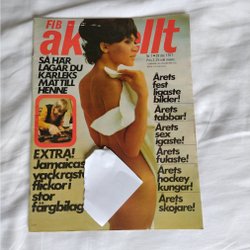 FIB
aktuellt
SÅ HÄR
LAGAR DU
KÄRLEKS
MAT TILL
HENNE
Årets
fest
ligaste
bilder!
Årets
tabbar!
Årets
sex
igaste!
Årets
fulaste!
Årets
hockey
kungar!
Årets
skojare!
EXTRA!
Jamaicas
vackraste
flickor i
stor
färgbilaga